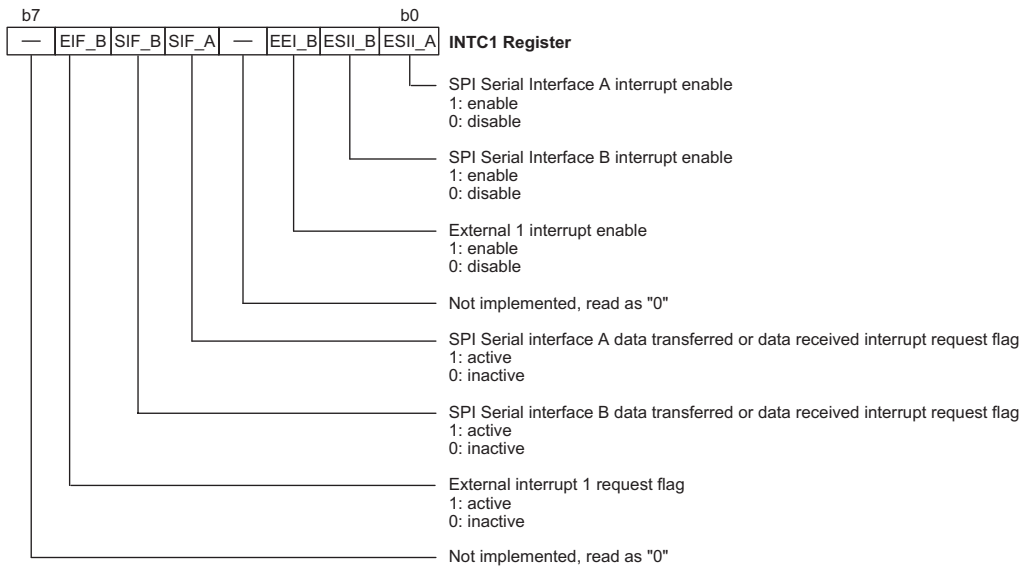 b7 b0
— EIF_B SIF_B SIF_A — EEI_B ESII_B ESII_A INTC1 Register
SPI Serial Interface A interrupt enable
1: enable
0: disable
SPI Serial Interface B interrupt enable
1: enable
0: disable
External 1 interrupt enable
1: enable
0: disable
Not implemented, read as "0"
SPI Serial interface A data transferred or data received interrupt request flag
1: active
0: inactive
SPI Serial interface B data transferred or data received interrupt request flag
1: active
0: inactive
External interrupt 1 request flag
1: active
0: inactive
Not implemented, read as "0"